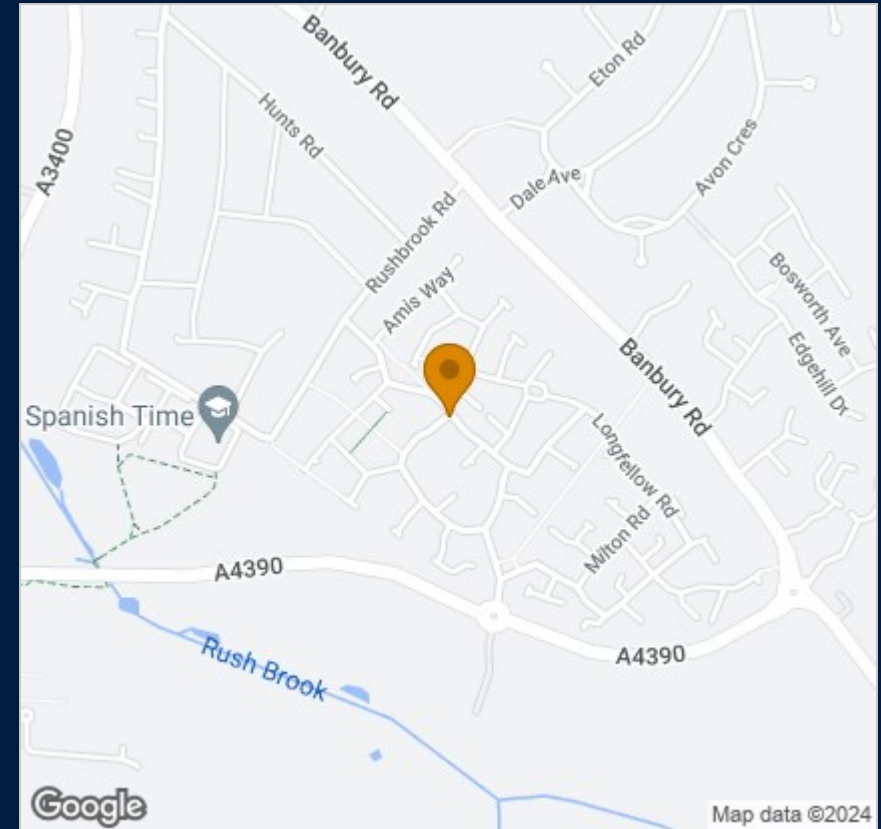 Banbury Rd
Eton Rd
Hunts Rd
A3400
Avon Cres
Dale Ave
Rushbrook Rd
Bosworth Ave
Amis Way
Edgehill Dr
Banbury Rd
Spanish Time
Longfellow Rd
Milton Rd
A4390
A4390
Rush Brook
Google
Map data ©2024